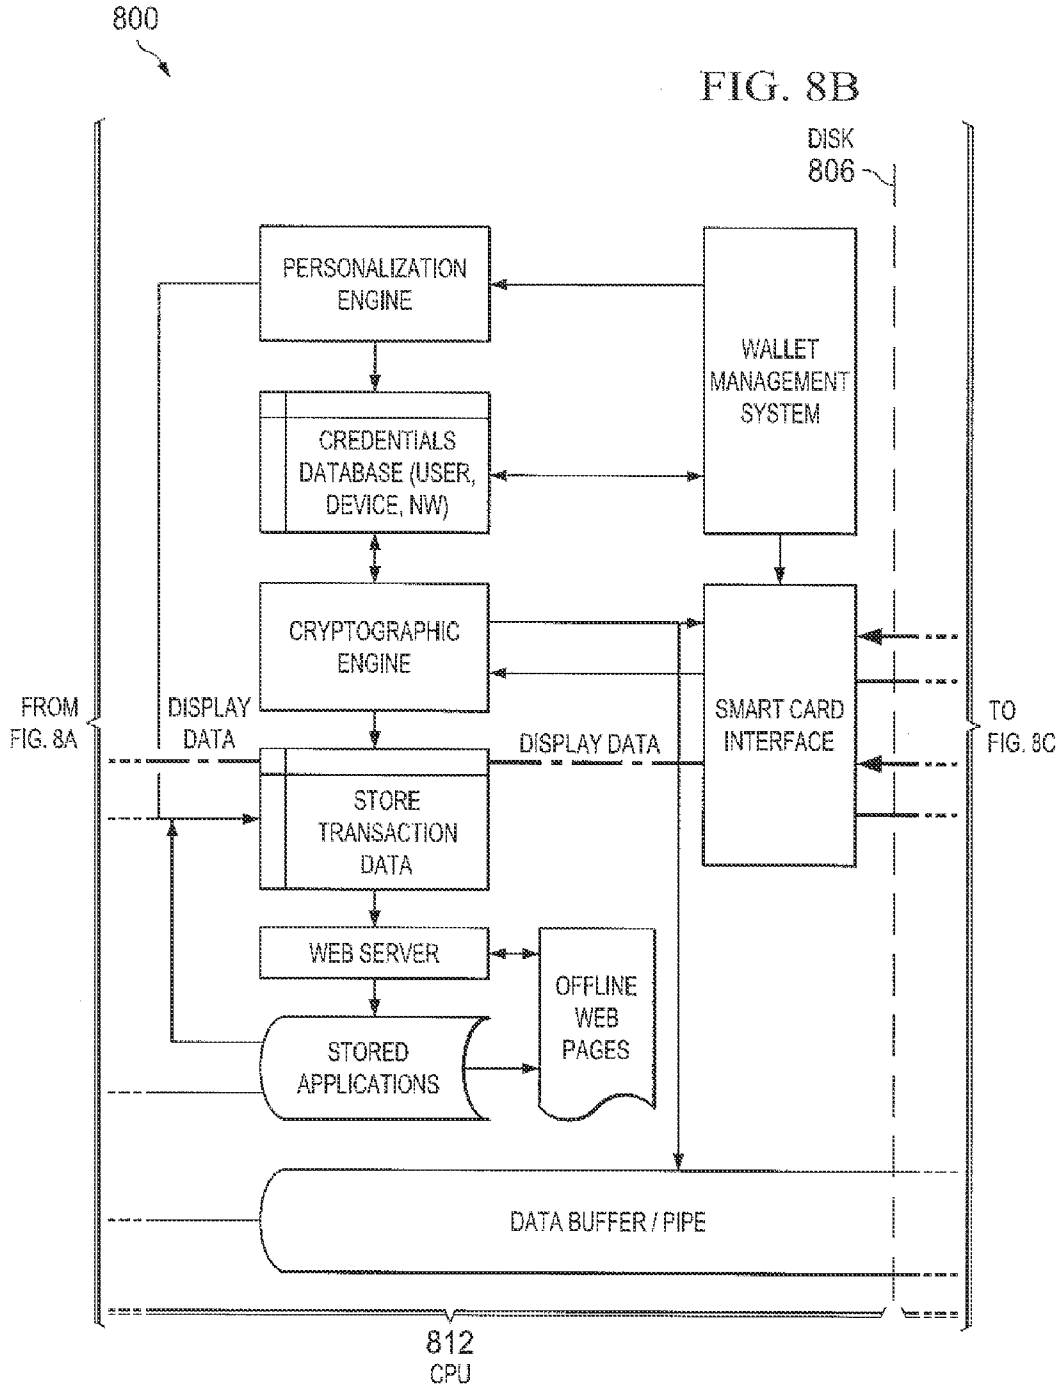 800
FIG. 8B
DISK
806
PERSONALIZATION
ENGINE
WALLET
MANAGEMENT
SYSTEM
CREDENTIALS
DATABASE (USER,
DEVICE, NW)
CRYPTOGRAPHIC
ENGINE
FROM
FIG. 8A
DISPLAY
DATA
DISPLAY DATA
SMART CARD
INTERFACE
TO
FIG. 8C
STORE
TRANSACTION
DATA
WEB SERVER
OFFLINE
WEB
PAGES
STORED
APPLICATIONS
DATA BUFFER / PIPE
812
CPU